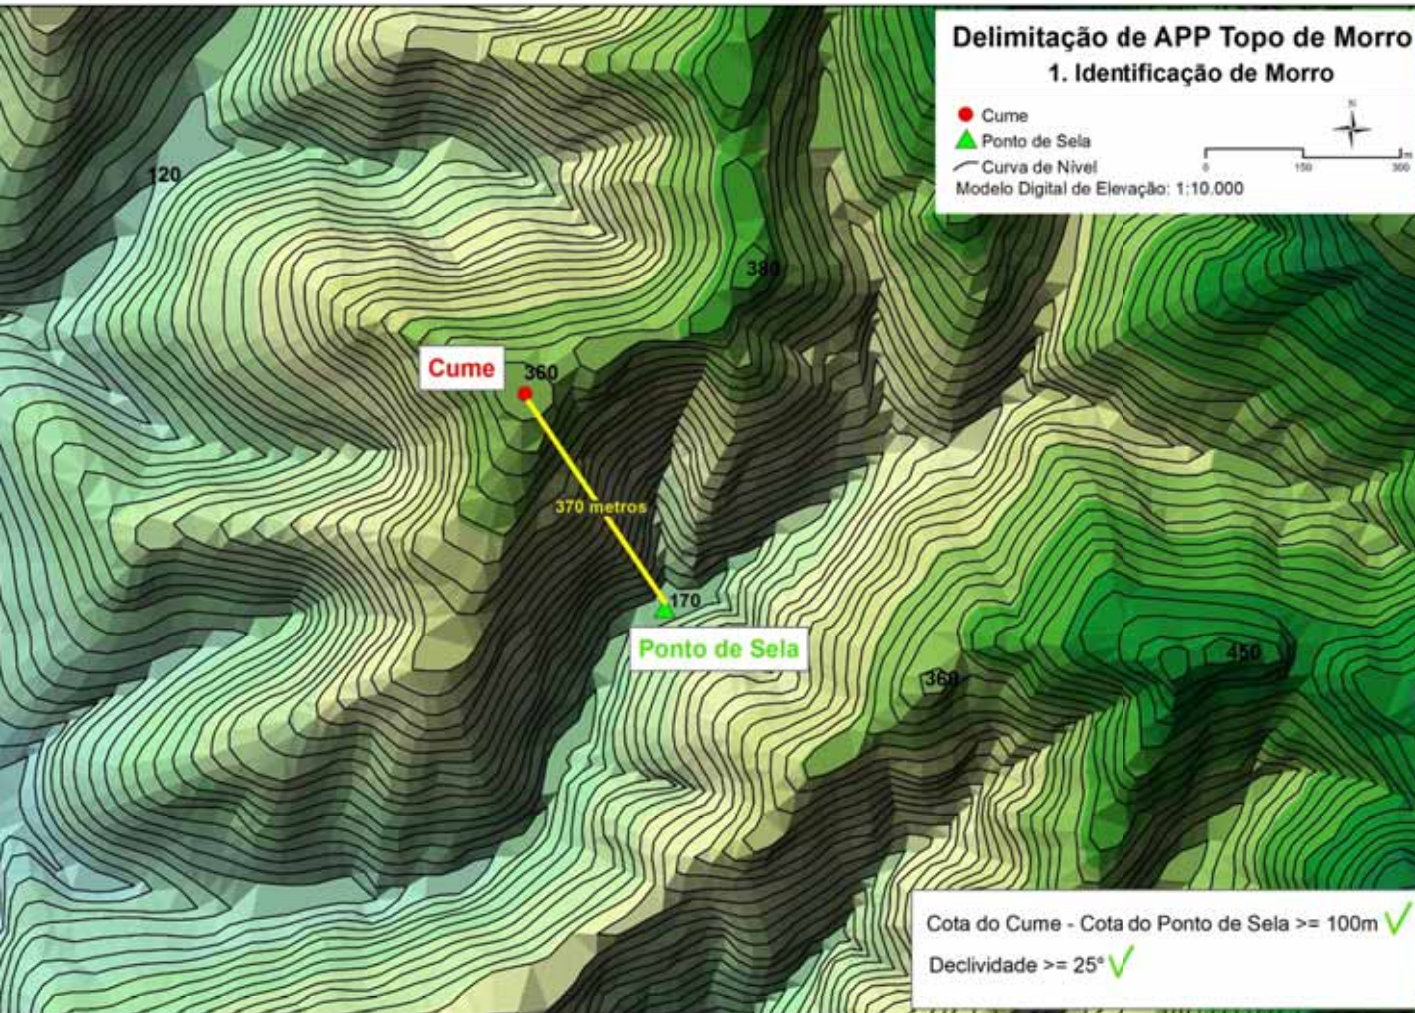 Delimitação de APP Topo de Morro
1. Identificação de Morro
Cume
Ponto de Sela
Curva de Nível
N
0 150 300 m
Modelo Digital de Elevação: 1:10.000
120
380
Cume
360
370 metros
170
Ponto de Sela
450
360
Cota do Cume - Cota do Ponto de Sela >= 100m
Declividade >= 25°